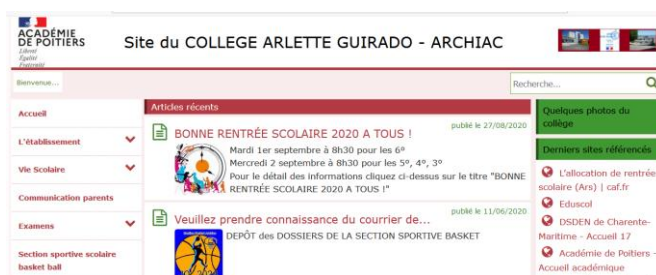 ACADÉMIE
DE POITIERS
Liberté
Égalité
Fraternité
Site du COLLEGE ARLETTE GUIRADO - ARCHIAC
Bienvenue...
Recherche...
Accueil
L'établissement
Vie Scolaire
Communication parents
Examens
Section sportive scolaire
basket ball
Articles récents
publié le 27/08/2020
BONNE RENTRÉE SCOLAIRE 2020 A TOUS !
Mardi 1er septembre à 8h30 pour les 6°
Mercredi 2 septembre à 8h30 pour les 5°, 4°, 3°
Pour le détail des informations cliquez ci-dessus sur le titre "BONNE
RENTRÉE SCOLAIRE 2020 A TOUS !"
publié le 11/06/2020
Veuillez prendre connaissance du courrier de...
DEPÔT des DOSSIERS DE LA SECTION SPORTIVE BASKET
Quelques photos du
collège
Derniers sites référencés
L'allocation de rentrée
scolaire (Ars) | caf.fr
Eduscol
DSDEN de Charente-
Maritime - Accueil 17
Académie de Poitiers -
Accueil académique